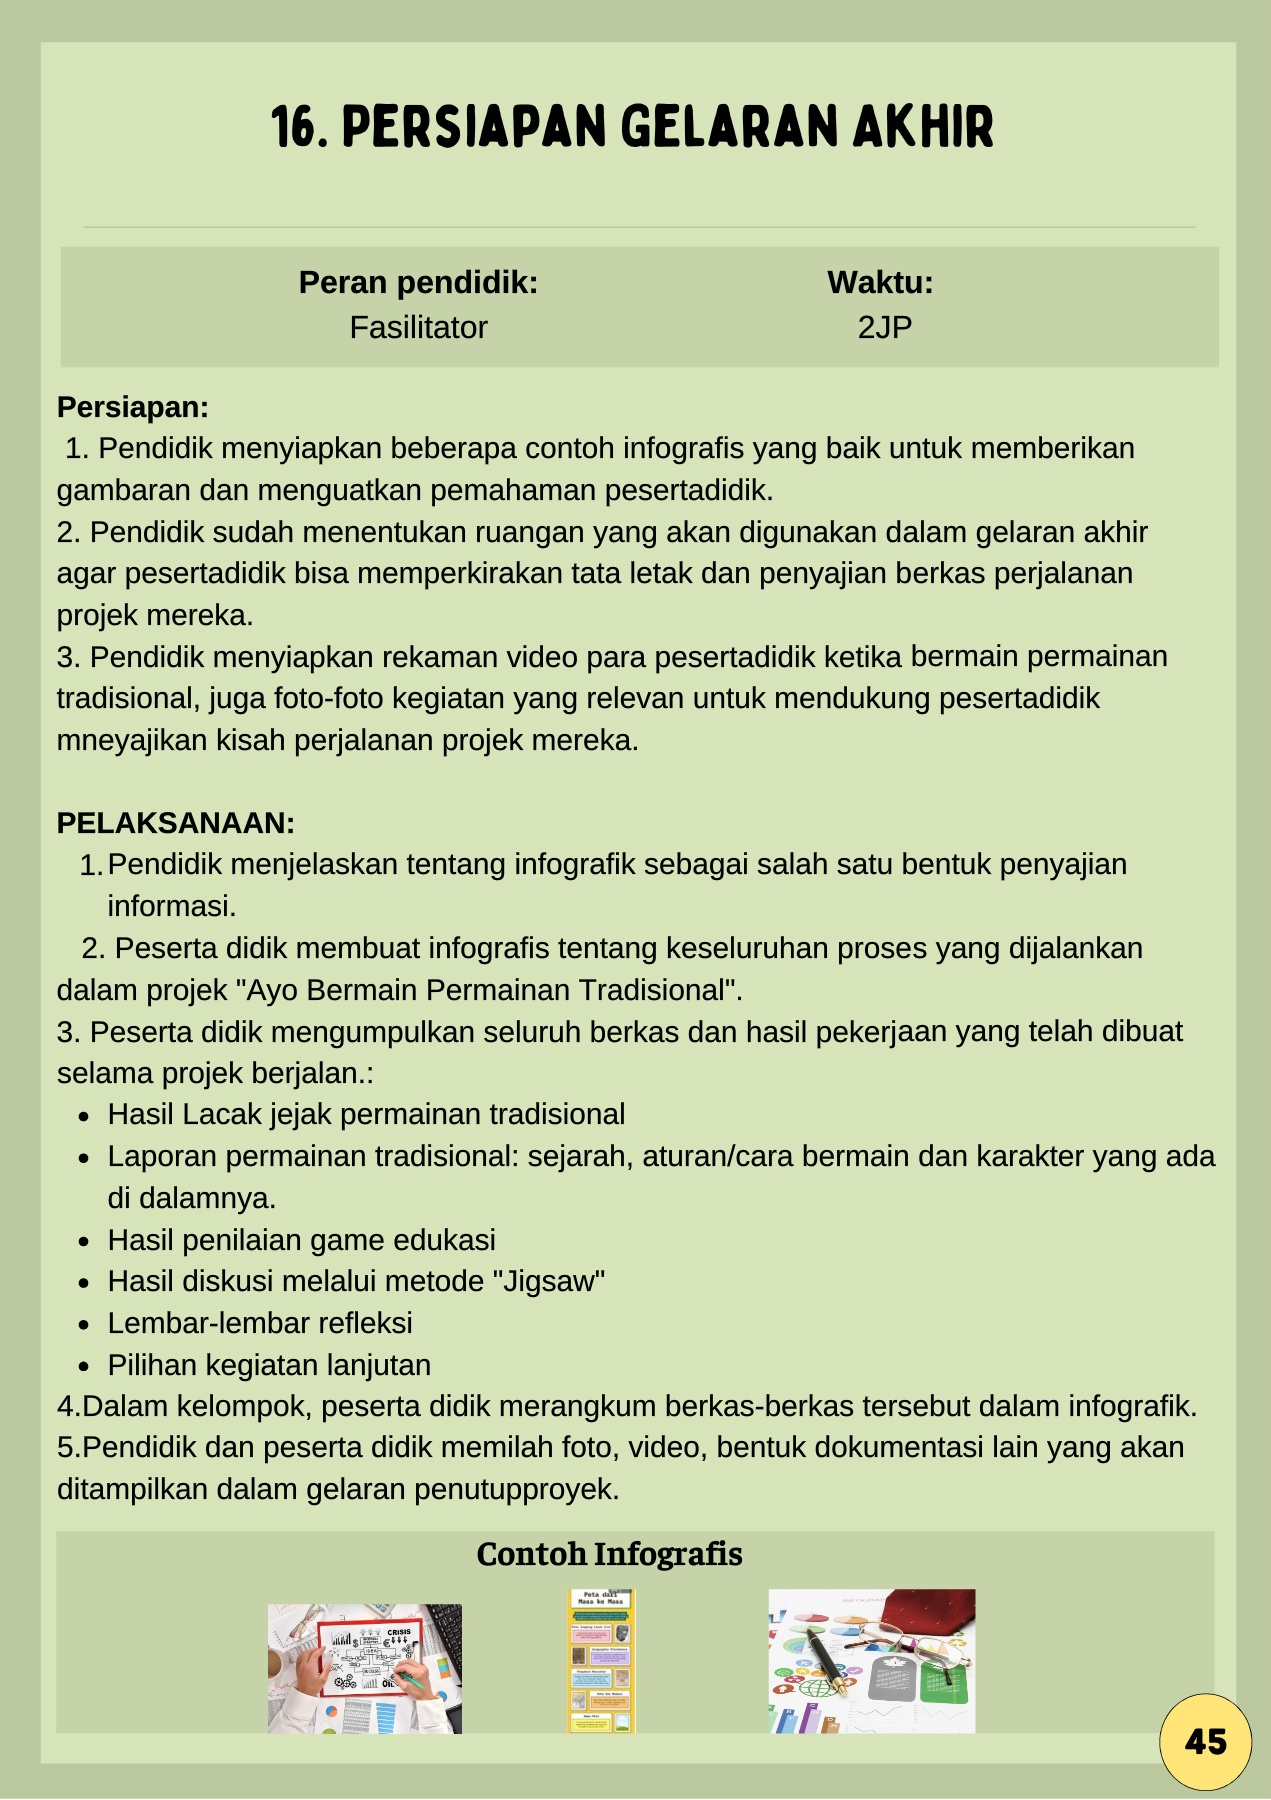 16. PERSIAPAN GELARAN AKHIR
Peran pendidik:
Fasilitator
Waktu:
2JP
Persiapan:
1. Pendidik menyiapkan beberapa contoh infografis yang baik untuk memberikan
gambaran dan menguatkan pemahaman pesertadidik.
2. Pendidik sudah menentukan ruangan yang akan digunakan dalam gelaran akhir
agar pesertadidik bisa memperkirakan tata letak dan penyajian berkas perjalanan
projek mereka.
3. Pendidik menyiapkan rekaman video para pesertadidik ketika bermain permainan
tradisional, juga foto-foto kegiatan yang relevan untuk mendukung pesertadidik
mneyajikan kisah perjalanan projek mereka.
PELAKSANAAN:
1. Pendidik menjelaskan tentang infografik sebagai salah satu bentuk penyajian
informasi.
2. Peserta didik membuat infografis tentang keseluruhan proses yang dijalankan
dalam projek "Ayo Bermain Permainan Tradisional".
3. Peserta didik mengumpulkan seluruh berkas dan hasil pekerjaan yang telah dibuat
selama projek berjalan.:
• Hasil Lacak jejak permainan tradisional
• Laporan permainan tradisional: sejarah, aturan/cara bermain dan karakter yang ada
di dalamnya.
• Hasil penilaian game edukasi
• Hasil diskusi melalui metode "Jigsaw"
• Lembar-lembar refleksi
• Pilihan kegiatan lanjutan
4.Dalam kelompok, peserta didik merangkum berkas-berkas tersebut dalam infografik.
5.Pendidik dan peserta didik memilah foto, video, bentuk dokumentasi lain yang akan
ditampilkan dalam gelaran penutupproyek.
Contoh Infografis
CRISIS
IDEA
Peta dari
Masa ke Masa
45